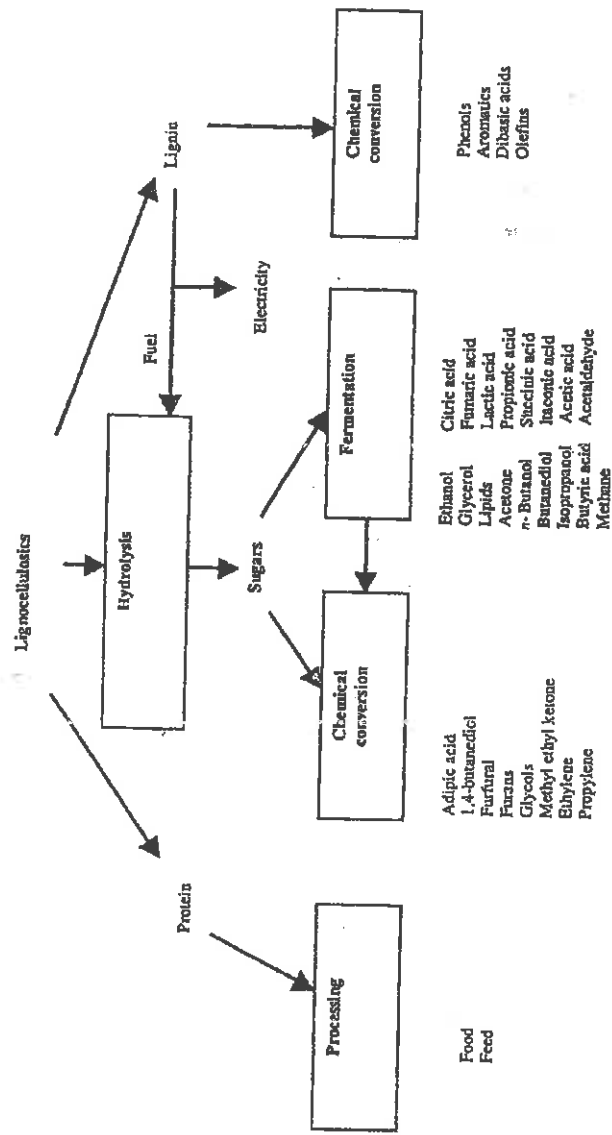 Lignocellulosics
Protein
Hydrolysis
Fuel
Lignin
Electricity
Sugars
Processing
Chemical
conversion
Fermentation
Chemical
conversion
Food
Feed
Adipic acid
1,4-butanediol
Furfural
Furans
Glycols
Methyl ethyl ketone
Ethylene
Propylene
Ethanol
Glycerol
Lipids
Acetone
n- Butanol
Butanediol
Isopropanol
Butyric acid
Methane
Citric acid
Fumaric acid
Lactic acid
Propionic acid
Succinic acid
Itaconic acid
Acetic acid
Acetaldehyde
Phenols
Aromatics
Dibasic acids
Olefins